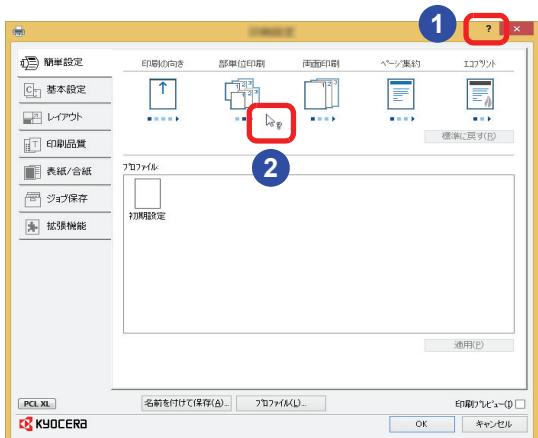 1
印刷設定
?
×
簡単設定
基本設定
レイアウト
印刷品質
表紙/合紙
ジョブ保存
拡張機能
印刷の向き
部単位印刷
両面印刷
ページ集約
エコプリント
2
標準に戻す(R)
プロファイル:
初期設定
適用(P)
PCL XL
名前を付けて保存(A)...
プロファイル(L)...
印刷プレビュー(I)
KYOCERA
OK
キャンセル